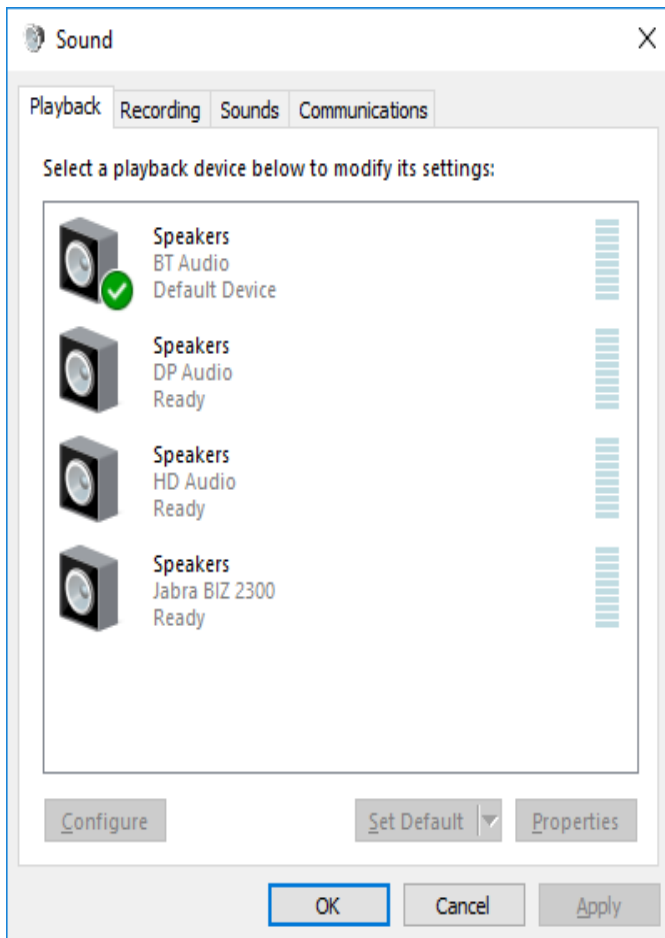 Sound
Playback Recording Sounds Communications
Select a playback device below to modify its settings:
Speakers
BT Audio
Default Device
Speakers
DP Audio
Ready
Speakers
HD Audio
Ready
Speakers
Jabra BIZ 2300
Ready
Configure Set Default Properties
OK Cancel Apply